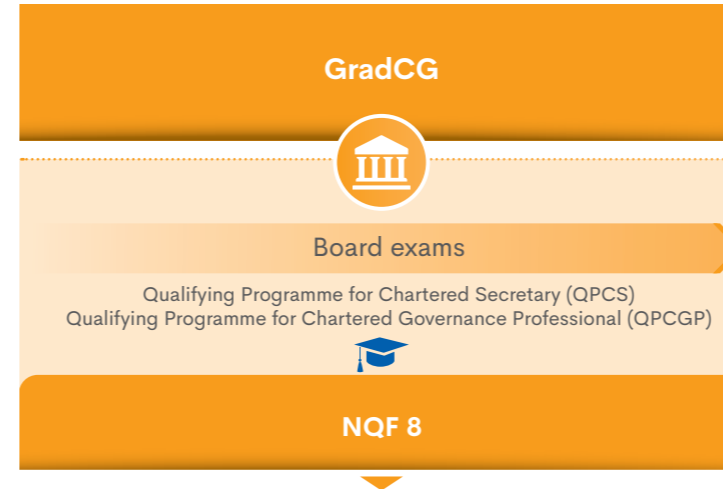 GradCG
Board exams
Qualifying Programme for Chartered Secretary (QPCS)
Qualifying Programme for Chartered Governance Professional (QPCGP)
NQF 8